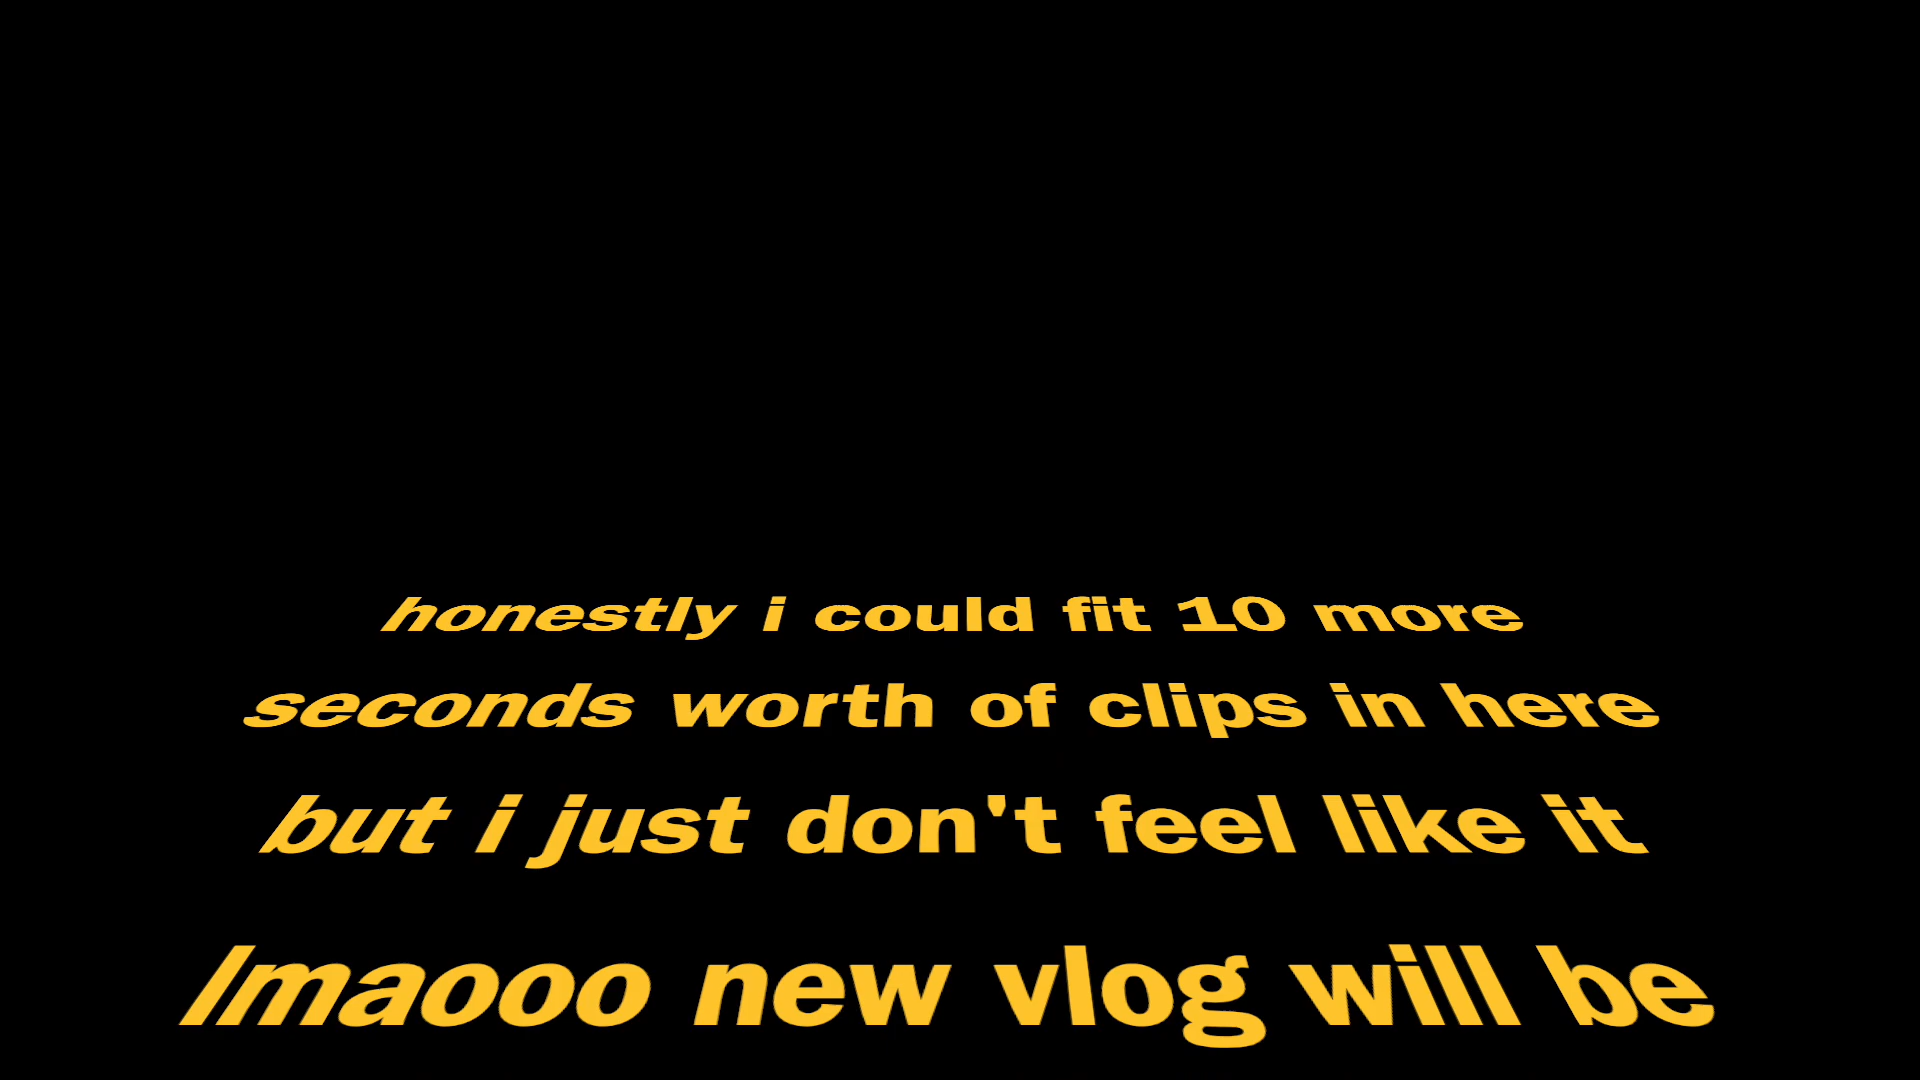 honestly i could fit 10 more
seconds worth of clips in here
but i just don't feel like it
lmaooo new vlog will be